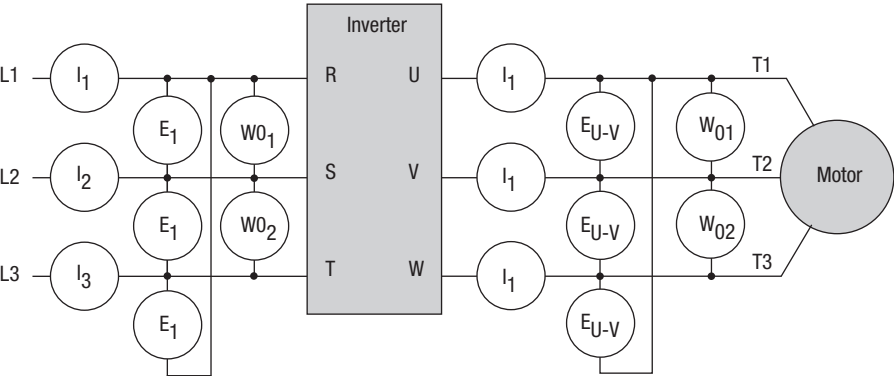 Inverter
L1 I1 R U I1 T1
E1 W01 EU-V W01
L2 I2 S V I1 T2 Motor
E1 W02 EU-V W02
L3 I3 T W I1 T3
E1 EU-V